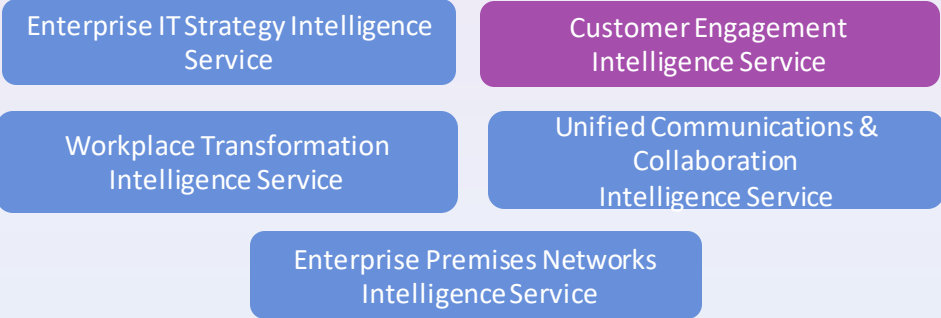 Enterprise IT Strategy Intelligence
Service
Customer Engagement
Intelligence Service
Workplace Transformation
Intelligence Service
Unified Communications &
Collaboration
Intelligence Service
Enterprise Premises Networks
Intelligence Service